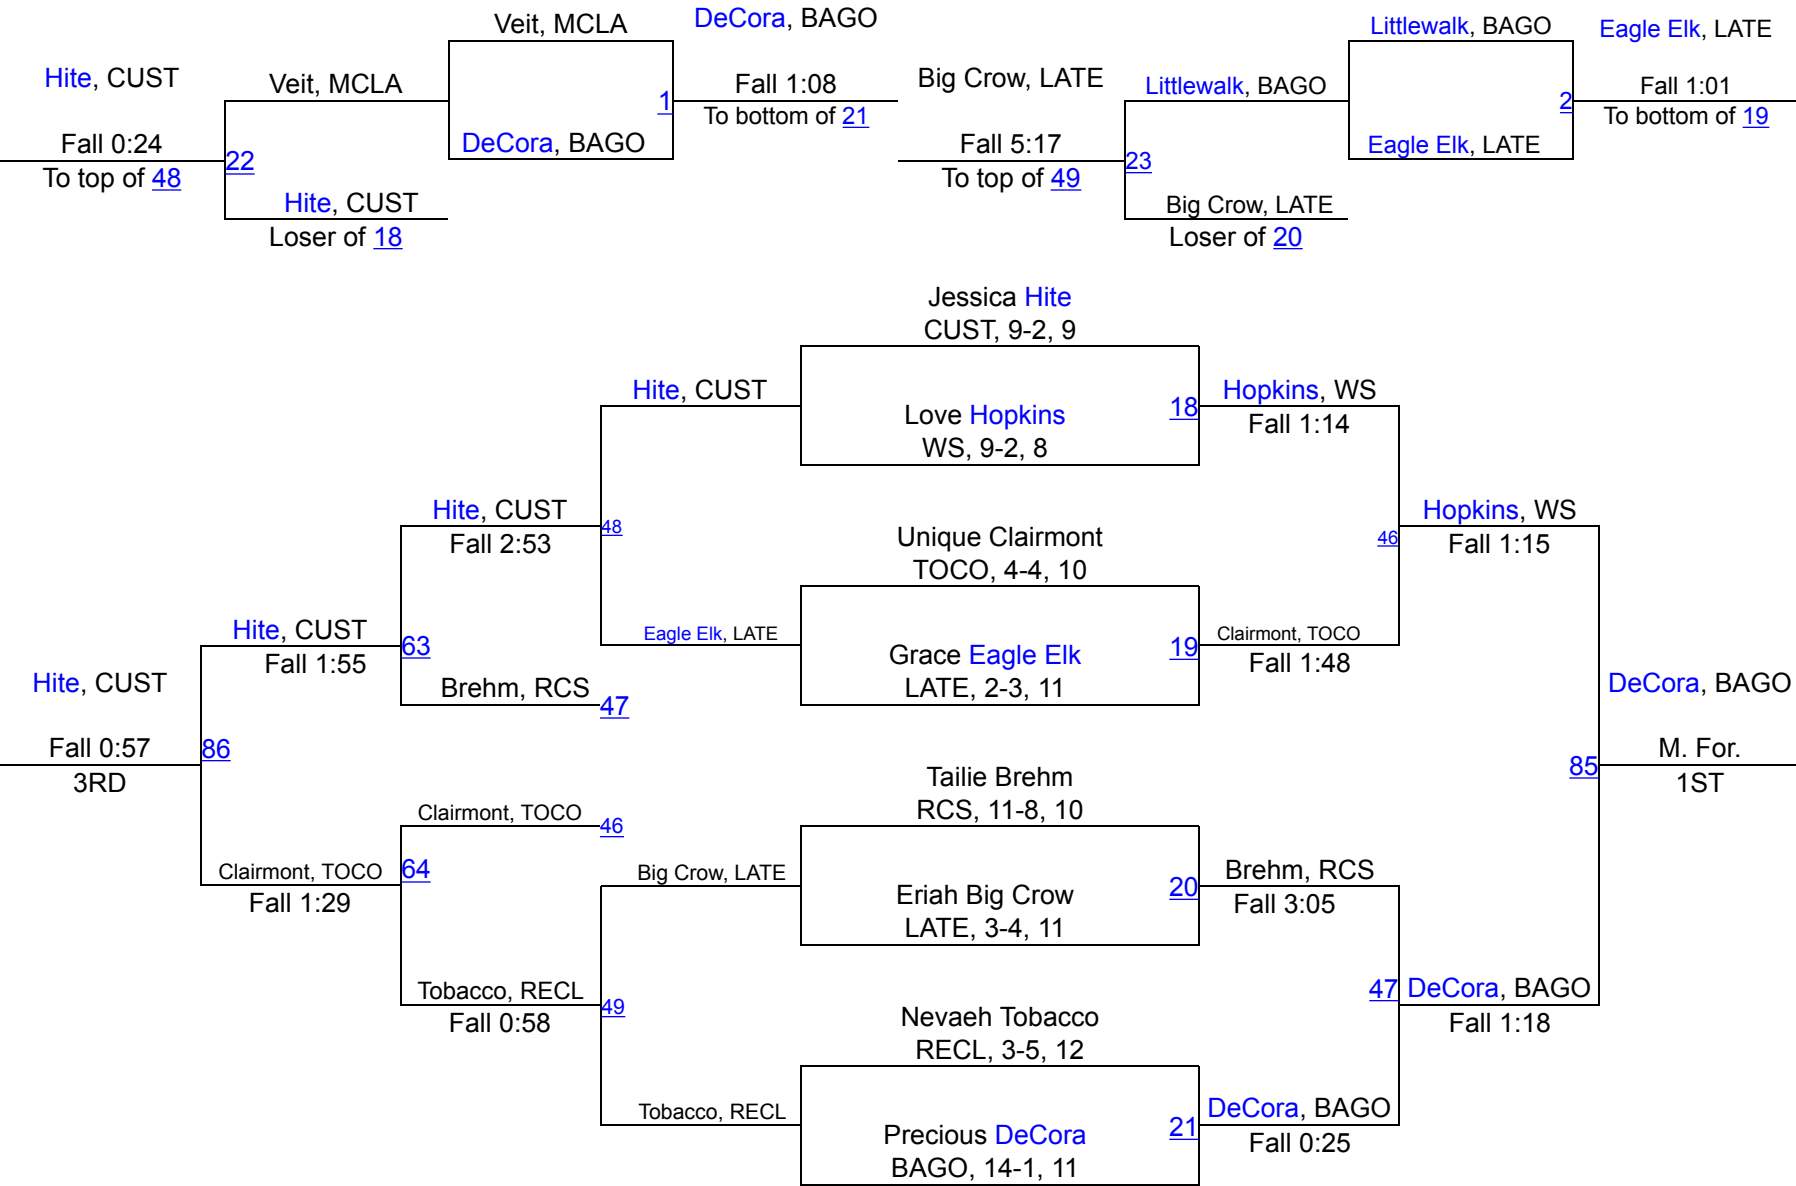 Veit, MCLA
DeCora, BAGO
Hite, CUST
Veit, MCLA
1
Fall 1:08
To bottom of 21
DeCora, BAGO
Fall 0:24
22
To top of 48
Hite, CUST
Loser of 18
Littlewalk, BAGO
Eagle Elk, LATE
Big Crow, LATE
Littlewalk, BAGO
2
Fall 1:01
To bottom of 19
Eagle Elk, LATE
Fall 5:17
23
To top of 49
Big Crow, LATE
Loser of 20
Jessica Hite
CUST, 9-2, 9
Hite, CUST
Love Hopkins
WS, 9-2, 8
18
Hopkins, WS
Fall 1:14
Hite, CUST
Fall 2:53
48
Unique Clairmont
TOCO, 4-4, 10
46
Hopkins, WS
Fall 1:15
Hite, CUST
Fall 1:55
63
Eagle Elk, LATE
Grace Eagle Elk
LATE, 2-3, 11
19
Clairmont, TOCO
Fall 1:48
Hite, CUST
Brehm, RCS
47
DeCora, BAGO
Fall 0:57
86
3RD
Tailie Brehm
RCS, 11-8, 10
85
M. For.
1ST
Clairmont, TOCO
46
Clairmont, TOCO
Fall 1:29
64
Big Crow, LATE
Eriah Big Crow
LATE, 3-4, 11
20
Brehm, RCS
Fall 3:05
Tobacco, RECL
Fall 0:58
49
Nevaeh Tobacco
RECL, 3-5, 12
47
DeCora, BAGO
Fall 1:18
Tobacco, RECL
Precious DeCora
BAGO, 14-1, 11
21
DeCora, BAGO
Fall 0:25